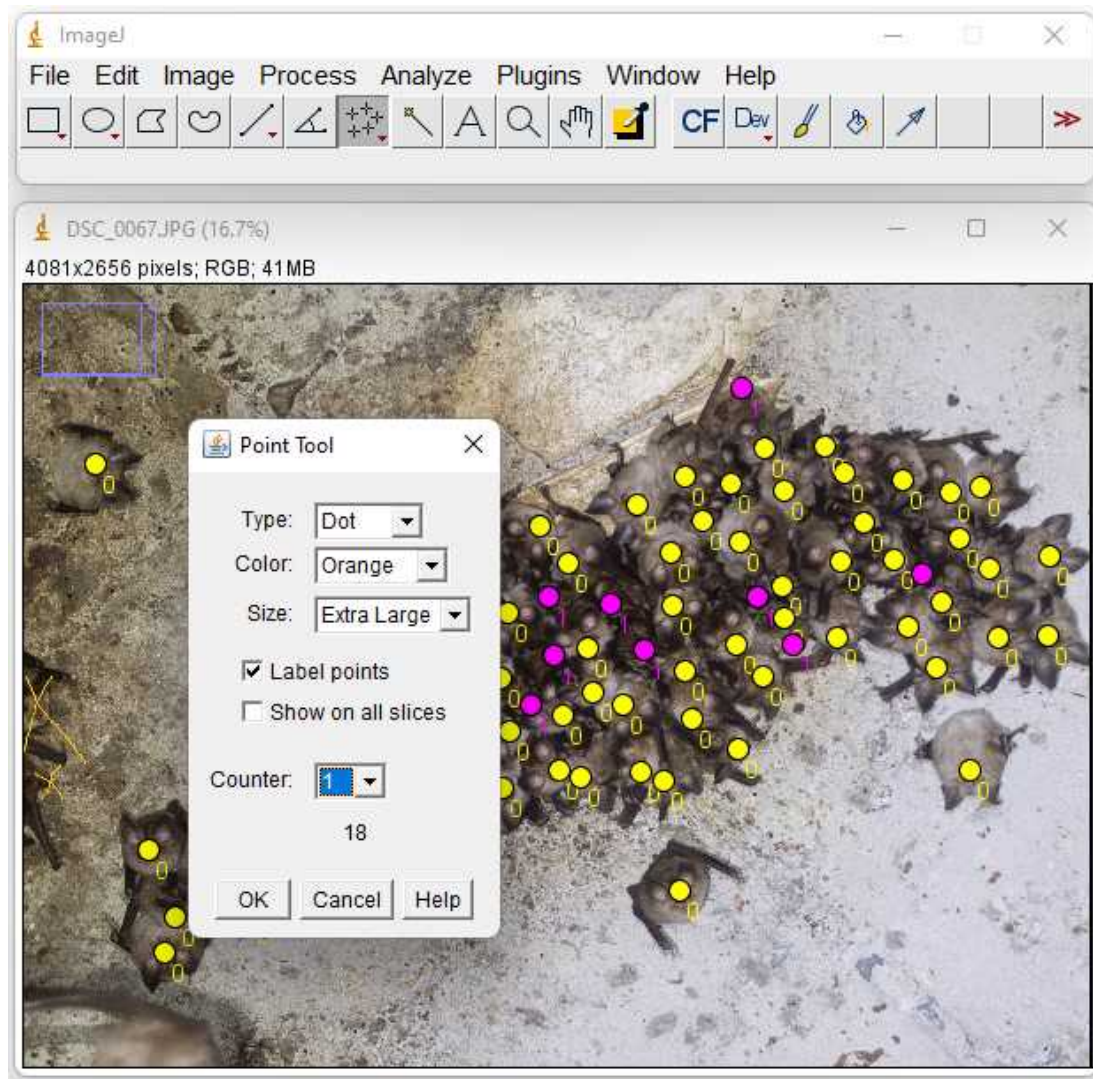 ImageJ
File Edit Image Process Analyze Plugins Window Help
A CF Dev
DSC_0067.JPG (16.7%)
4081x2656 pixels; RGB; 41MB
Point Tool
Type: Dot
Color: Orange
Size: Extra Large
Label points
Show on all slices
Counter: 1
18
OK Cancel Help